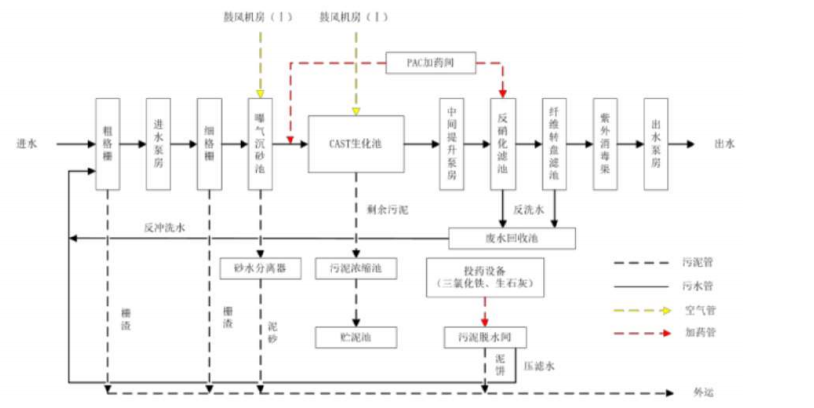 鼓风机房（Ⅰ）
鼓风机房（Ⅰ）
PAC加药间
进水
粗格栅
进水泵房
细格栅
曝气沉砂池
CAST生化池
中间提升泵房
反硝化滤池
纤维转盘滤池
紫外消毒渠
出水泵房
出水
剩余污泥
反洗水
反冲洗水
废水回收池
砂水分离器
污泥浓缩池
投药设备
（三氯化铁、生石灰）
污泥管
污水管
空气管
加药管
栅渣
栅渣
泥砂
贮泥池
污泥脱水间
泥饼
压滤水
外运